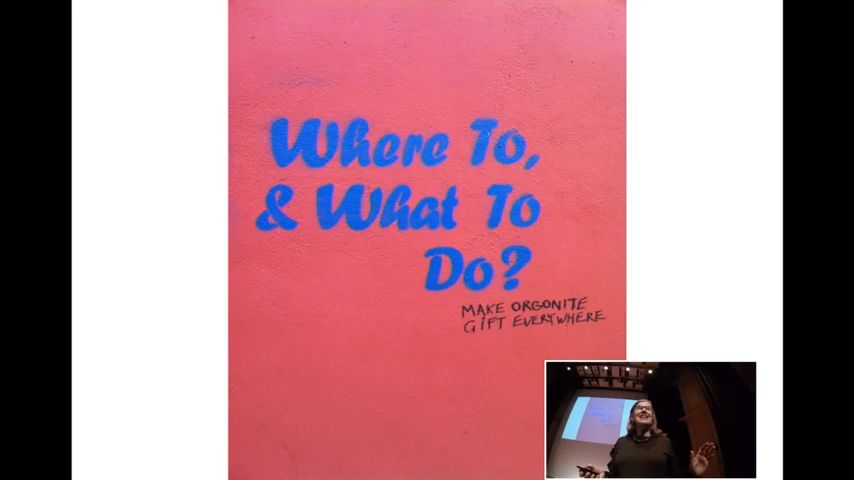 Where To,
& What To
Do?
MAKE ORGONITE
GIFT EVERYWHERE